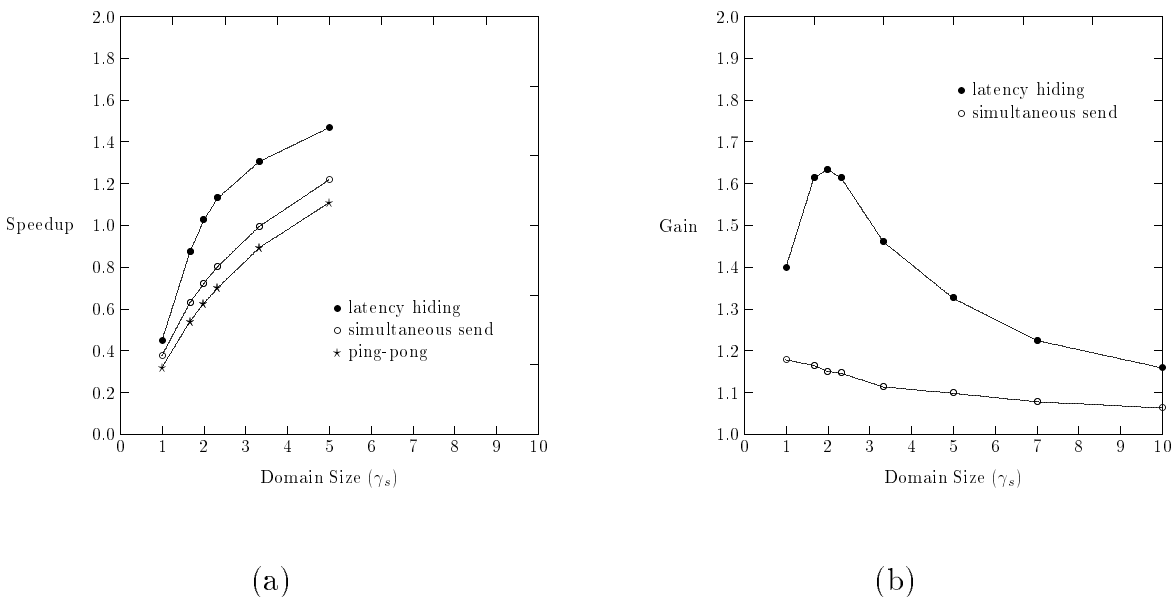 2.0
1.8
1.6
1.4
1.2
Speedup
1.0
0.8
0.6
0.4
0.2
0.0
latency hiding
simultaneous send
ping-pong
0 1 2 3 4 5 6 7 8 9 10
Domain Size (γs)
(a)
2.0
1.9
1.8
1.7
1.6
Gain
1.5
1.4
1.3
1.2
1.1
1.0
latency hiding
simultaneous send
0 1 2 3 4 5 6 7 8 9 10
Domain Size (γs)
(b)